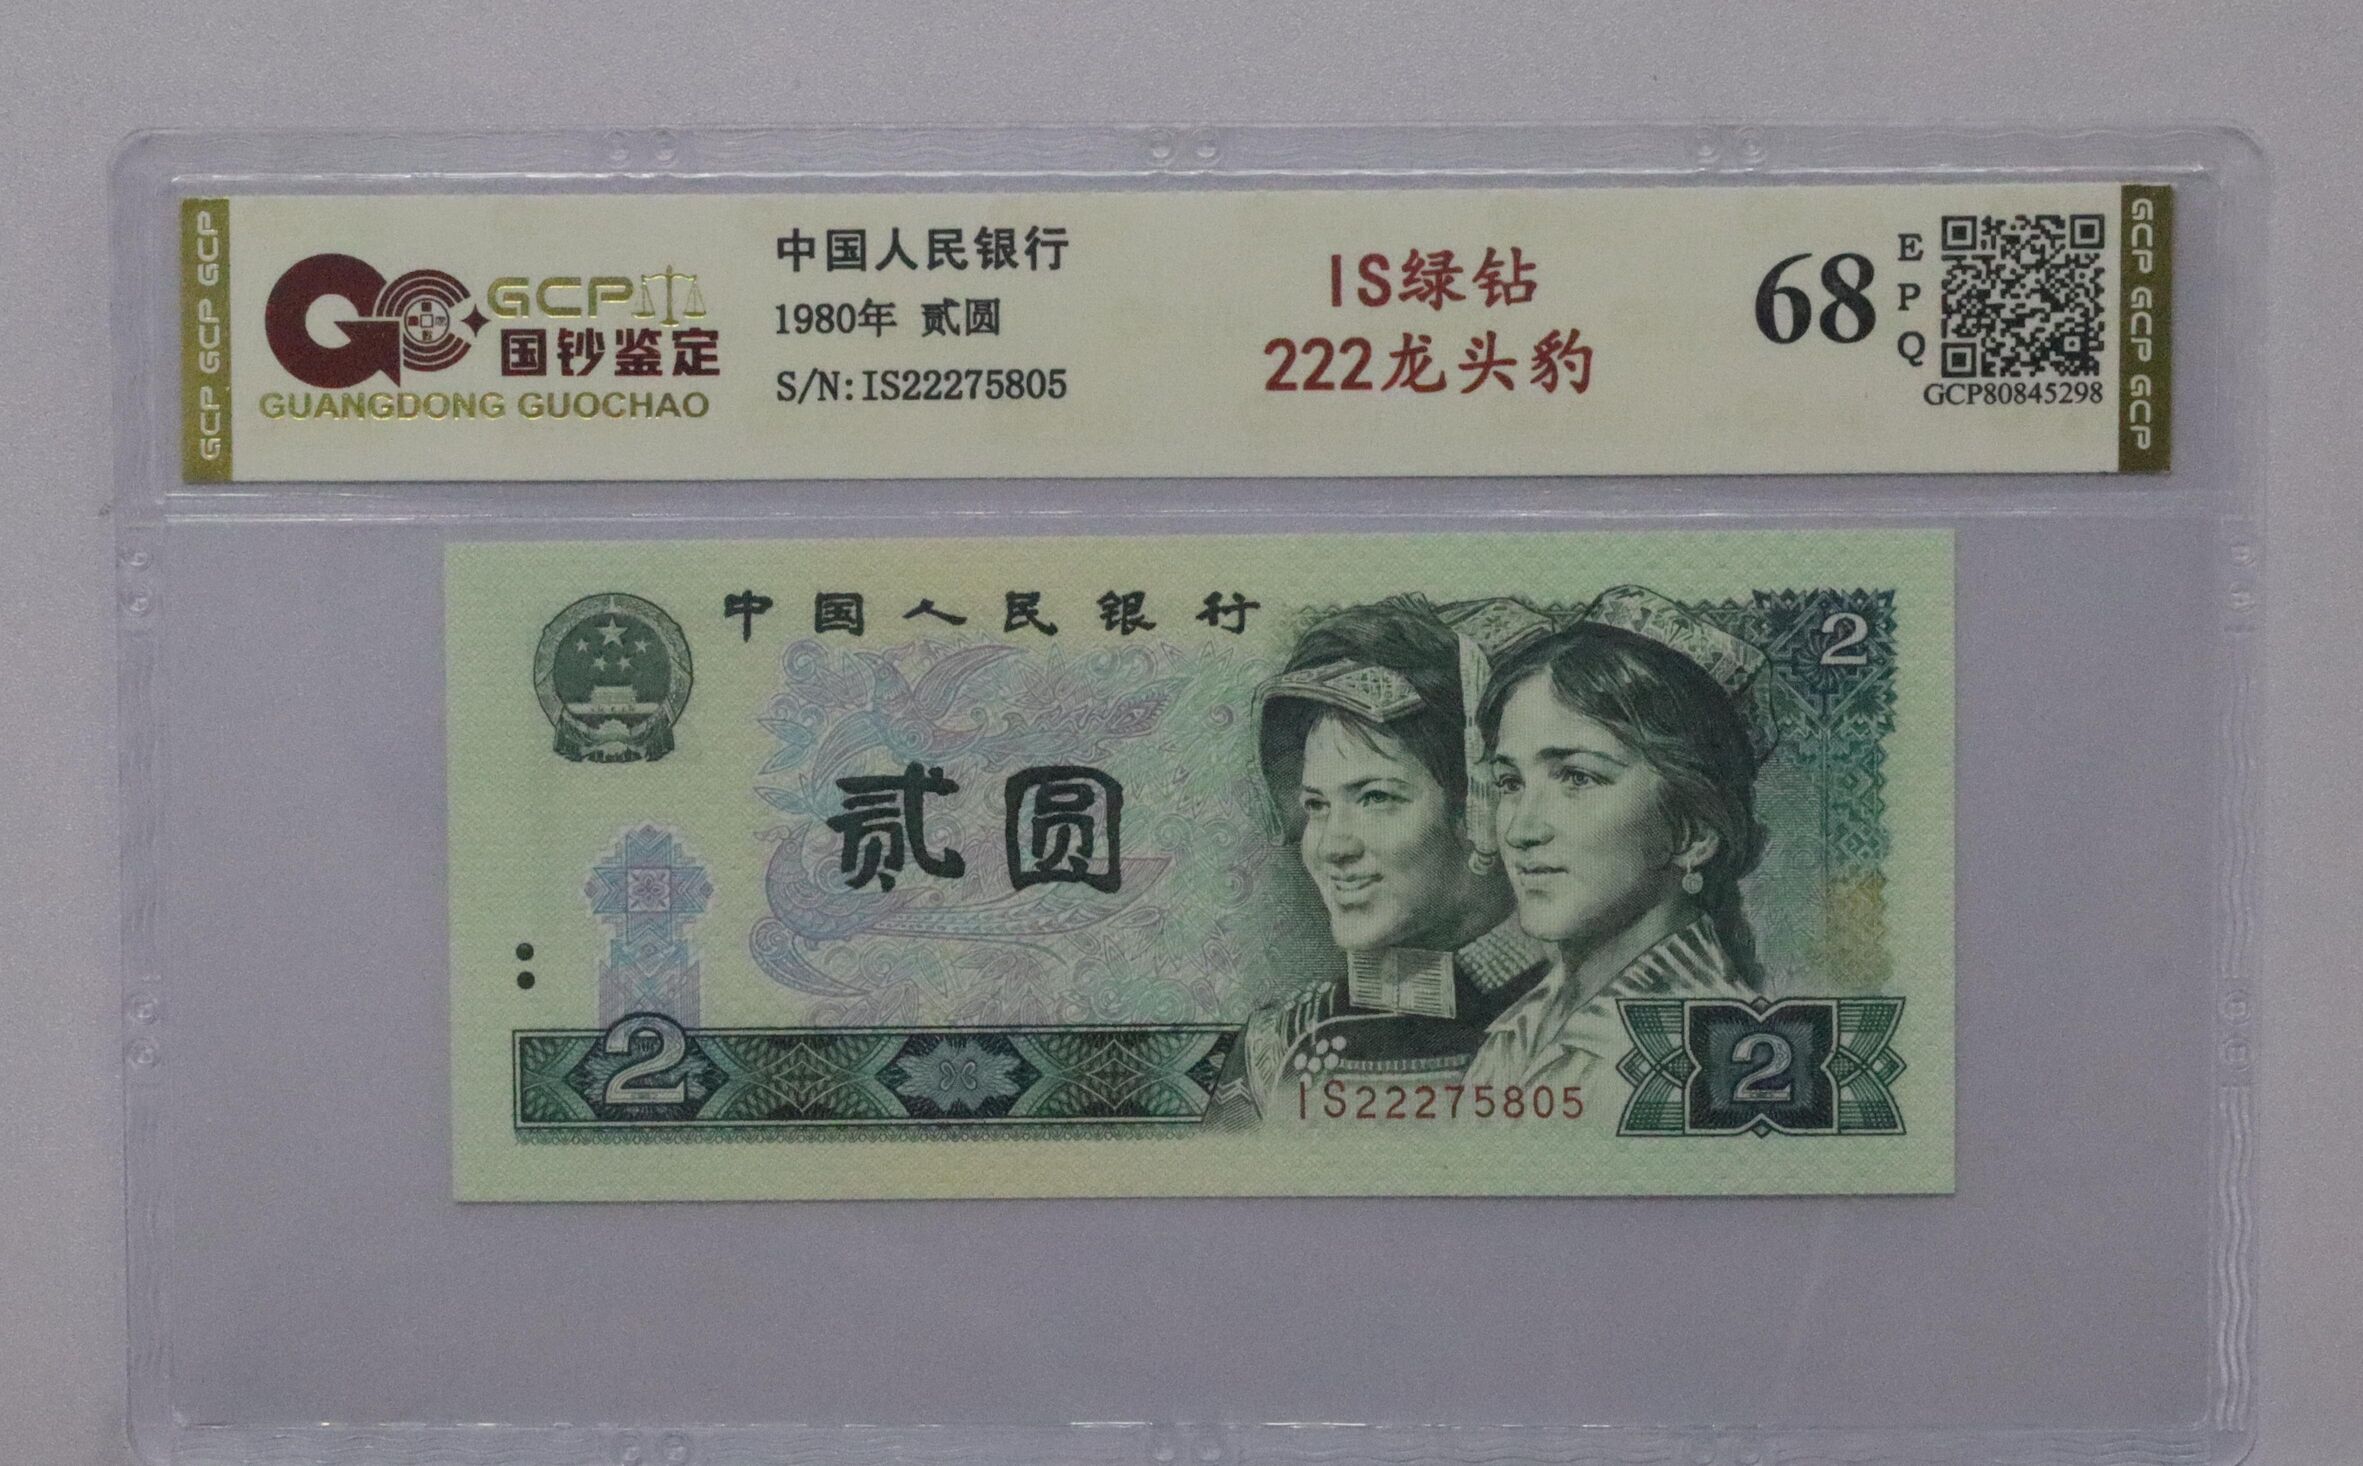 GCP GCP GCP
GCP
国钞鉴定
GUANGDONG GUOCHAO
中国人民银行
1980年 贰圆
S/N:IS22275805
IS绿钻
222龙头豹
68
E
P
Q
GCP80845298
GCP GCP GCP
中国人民银行
2
贰圆
2
IS22275805
2